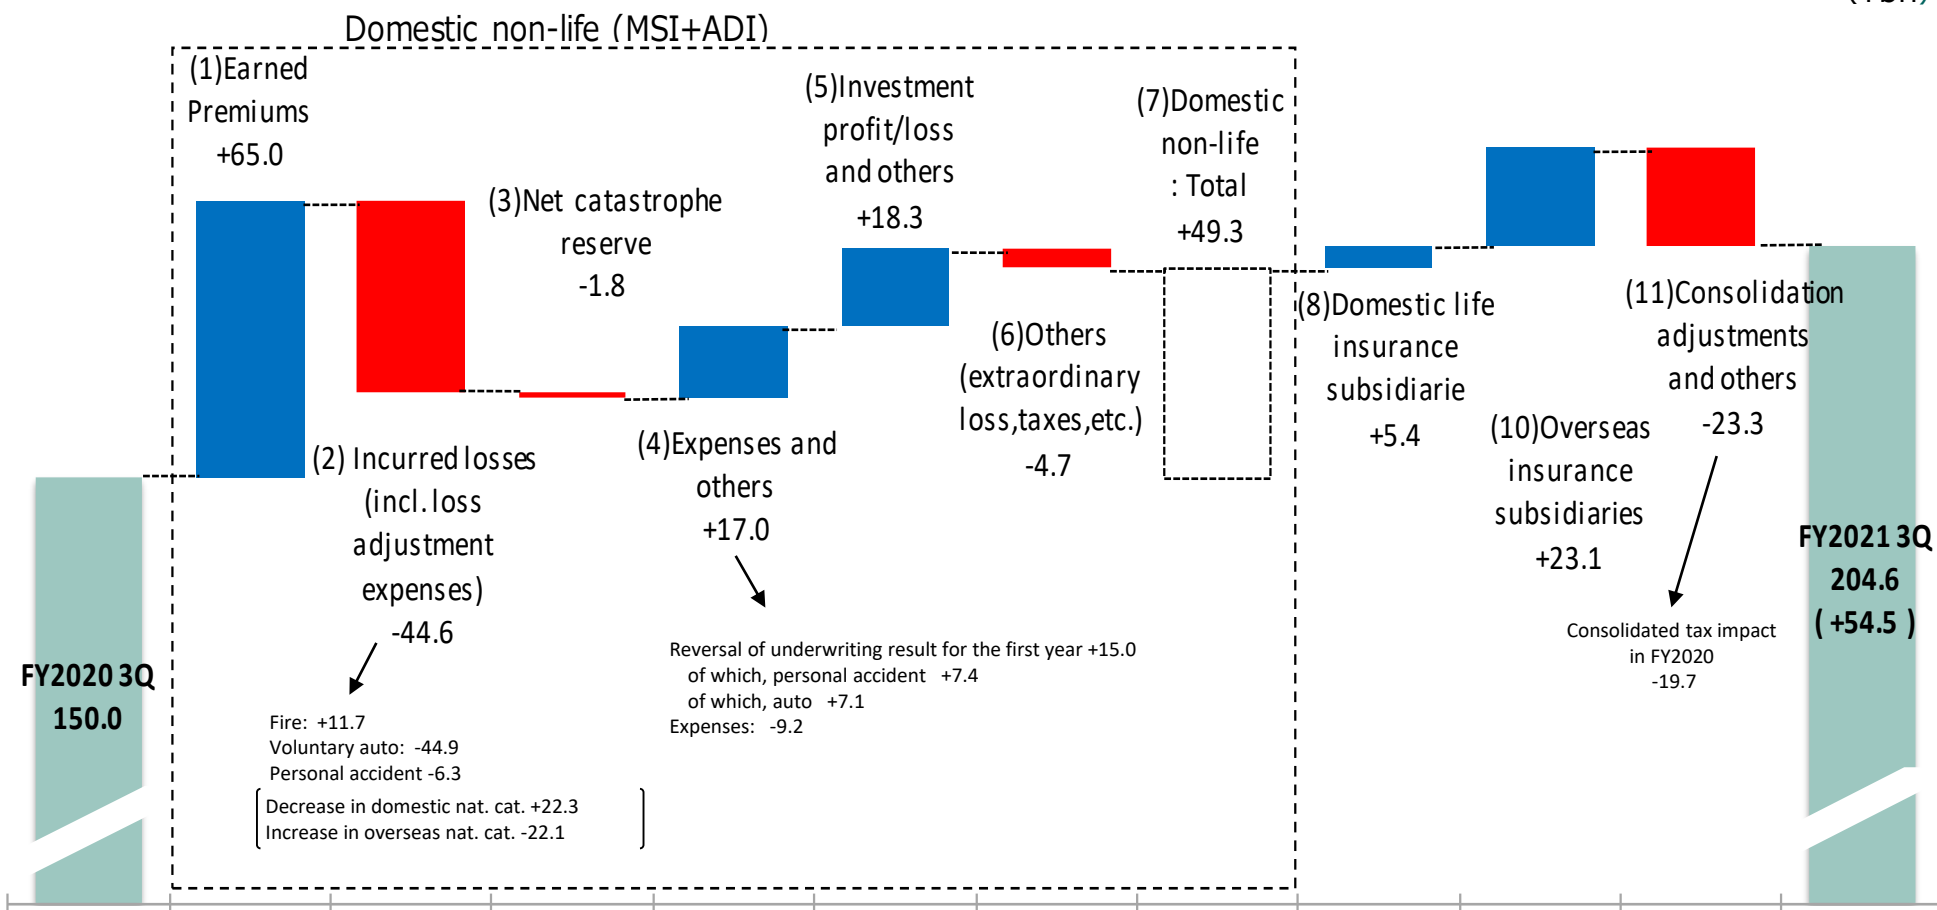 Domestic non-life (MSI+ADI)
(1)Earned
Premiums
+65.0
(2) Incurred losses
(incl. loss
adjustment
expenses)
-44.6
Fire: +11.7
Voluntary auto: -44.9
Personal accident -6.3
Decrease in domestic nat. cat. +22.3
Increase in overseas nat. cat. -22.1
(3)Net catastrophe
reserve
-1.8
(4)Expenses and
others
+17.0
Reversal of underwriting result for the first year +15.0
of which, personal accident +7.4
of which, auto +7.1
Expenses: -9.2
(5)Investment
profit/loss
and others
+18.3
(6)Others
(extraordinary
loss,taxes,etc.)
-4.7
(7)Domestic
non-life
: Total
+49.3
(8)Domestic life
insurance
subsidiarie
+5.4
(10)Overseas
insurance
subsidiaries
+23.1
(11)Consolidation
adjustments
and others
-23.3
Consolidated tax impact
in FY2020
-19.7
FY2020 3Q
150.0
FY2021 3Q
204.6
( +54.5 )